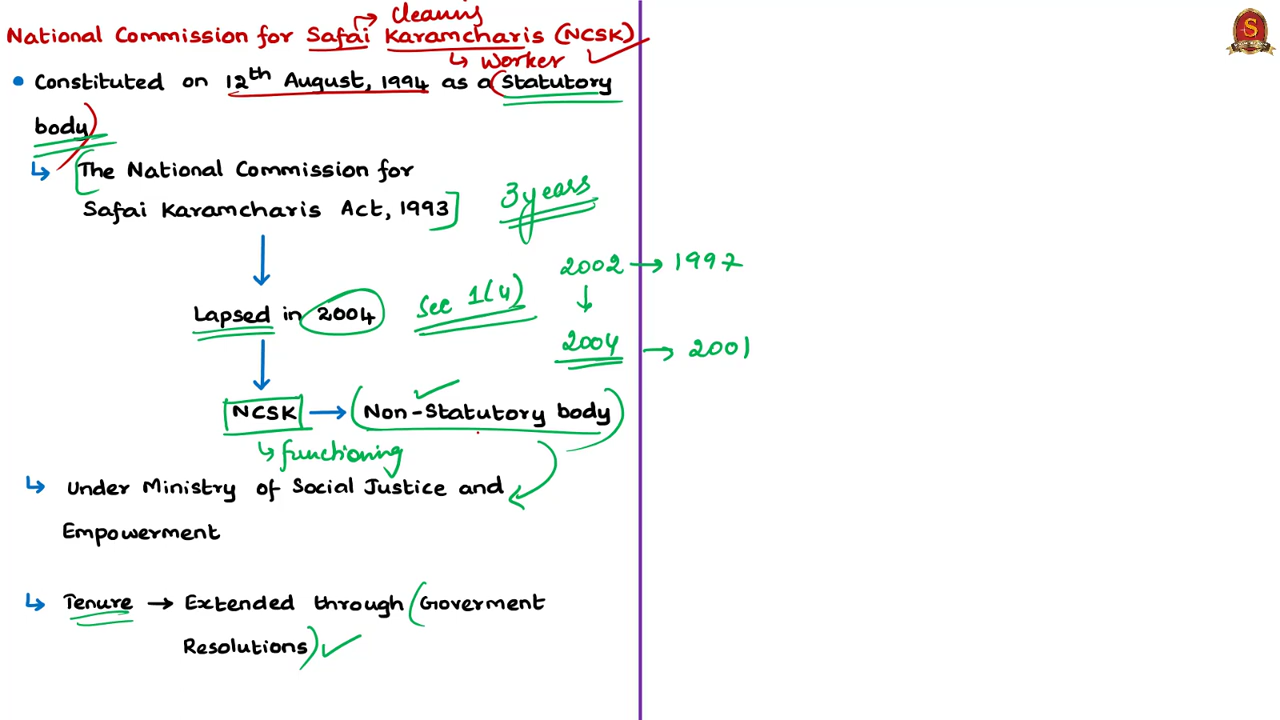 cleaning
National Commission for Safai Karamcharis (NCSK)
↳ worker
• Constituted on 12th August, 1994 as a Statutory
body
↳ The National Commission for
Safai Karamcharis Act, 1993
3 years
2002 → 1997
Lapsed in 2004
Sec 1(4)
2004 → 2001
NCSK → (Non-Statutory body)
↳ functioning
↳ Under Ministry of Social Justice and
Empowerment
↳ Tenure → Extended through (Goverment
Resolutions)
S